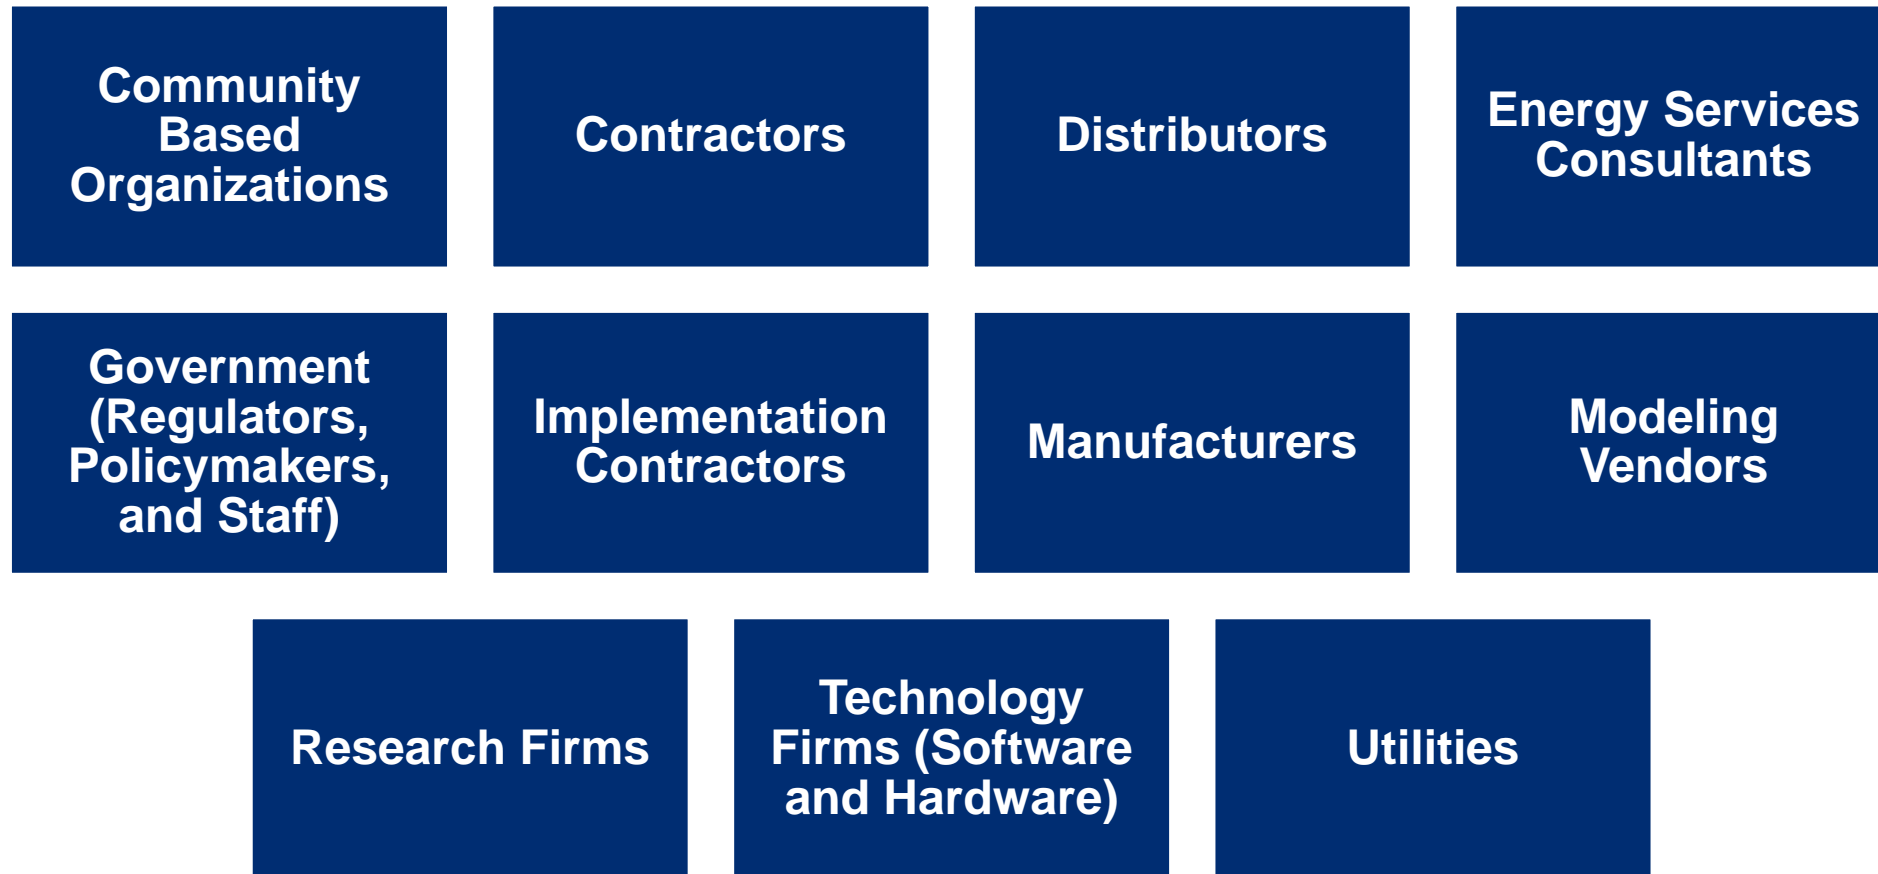 Community
Based
Organizations
Contractors
Distributors
Energy Services
Consultants
Government
(Regulators,
Policymakers,
and Staff)
Implementation
Contractors
Manufacturers
Modeling
Vendors
Research Firms
Technology
Firms (Software
and Hardware)
Utilities